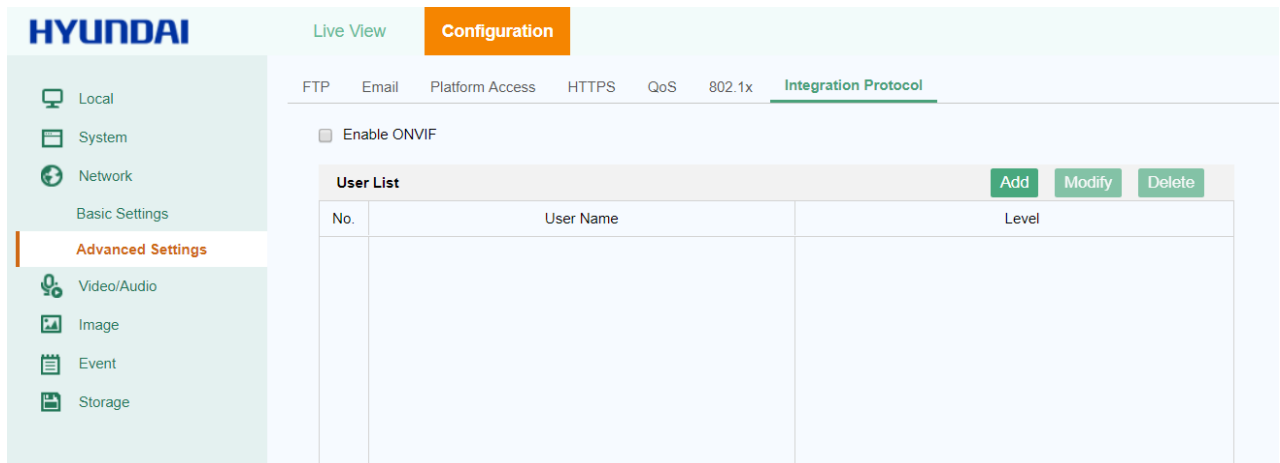 HYUNDAI
Live View
Configuration
Local
System
Network
Basic Settings
Advanced Settings
Video/Audio
Image
Event
Storage
FTP Email Platform Access HTTPS QoS 802.1x Integration Protocol
Enable ONVIF
User List Add Modify Delete
No. User Name Level